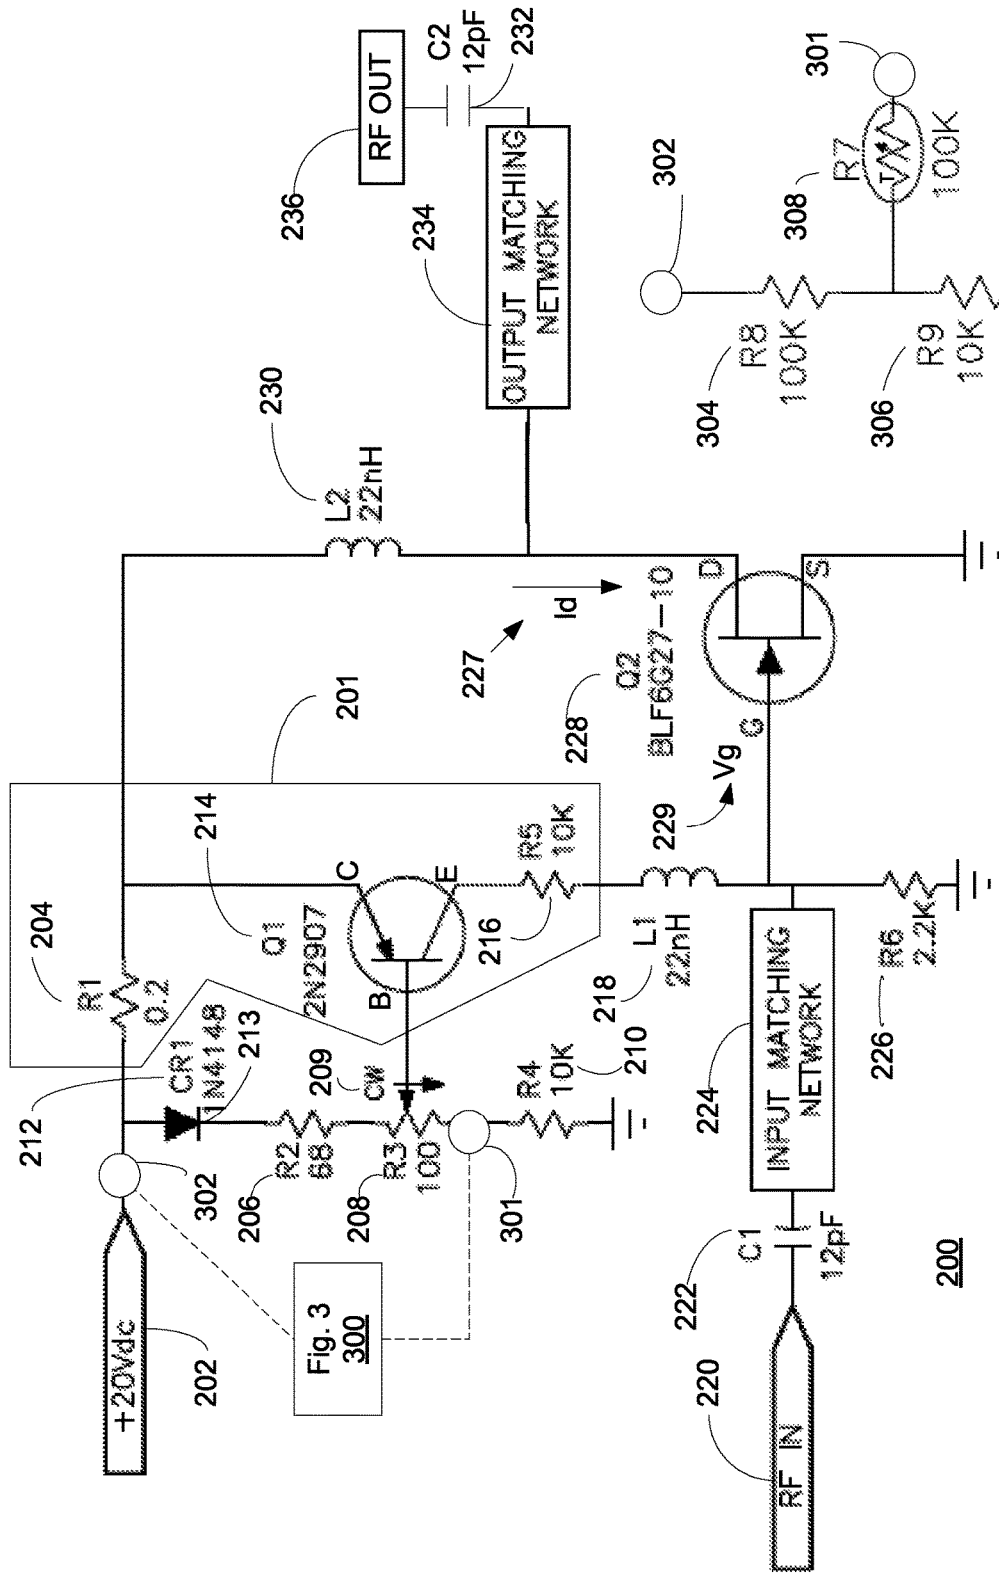 +20Vdc
202
302
212
CR1
1N4148
213
204
R1
0.2
201
214
Q1
2N2907
C
B
E
209
CW
206
R2
68
208
R3
100
301
210
R4
10K
216
R5
10K
218
L1
22nH
229
Vg
Fig. 3
300
230
L2
22nH
227
Id
228
Q2
BLF6G27-10
D
G
S
234
OUTPUT MATCHING
NETWORK
236
RF OUT
C2
12pF
232
220
RF IN
222
C1
12pF
224
INPUT MATCHING
NETWORK
226
R6
2.2K
302
304
R8
100K
306
R9
10K
308
R7
T
100K
301
200